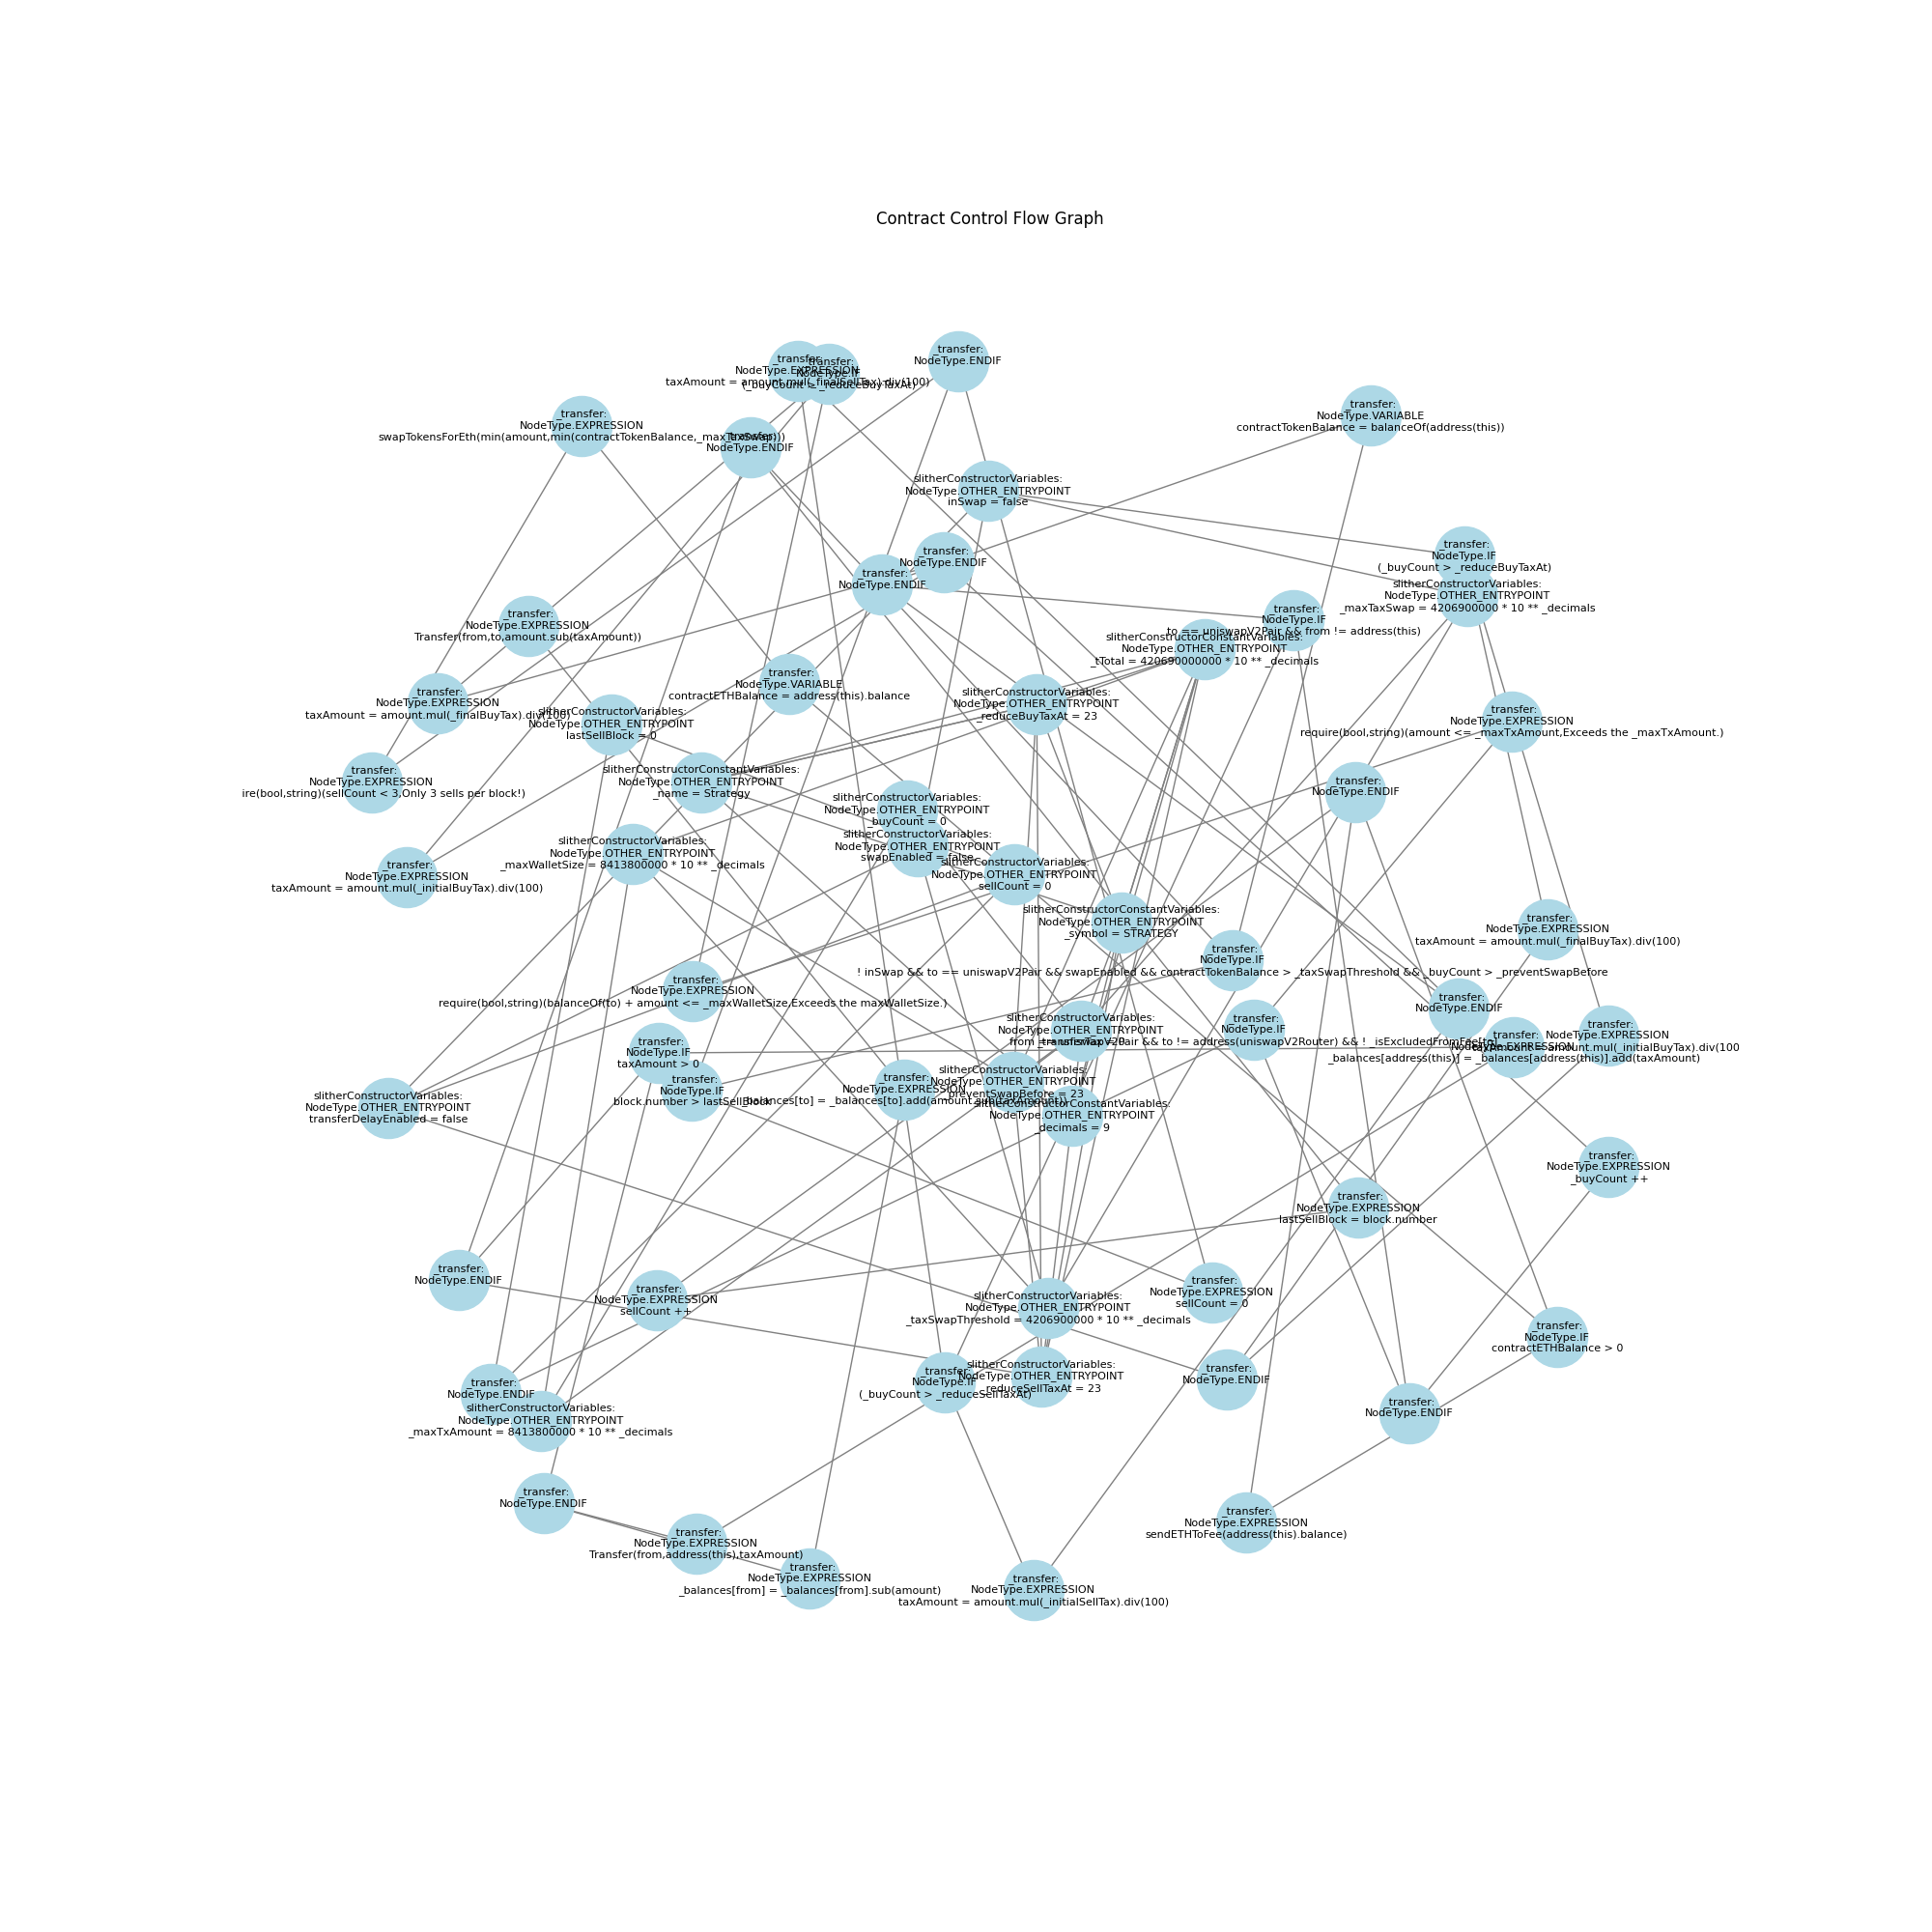 Contract Control Flow Graph
_transfer:
NodeType.ENDIF
_transfer:
NodeType.EXPRESSION
taxAmount = amount.mul(_finalSellTax).div(100)
_transfer:
NodeType.IF
(_buyCount > _reduceBuyTaxAt)
_transfer:
NodeType.VARIABLE
contractTokenBalance = balanceOf(address(this))
_transfer:
NodeType.EXPRESSION
swapTokensForEth(min(amount,min(contractTokenBalance,_maxTaxSwap)))
_transfer:
NodeType.ENDIF
slitherConstructorVariables:
NodeType.OTHER_ENTRYPOINT
inSwap = false
_transfer:
NodeType.ENDIF
_transfer:
NodeType.ENDIF
_transfer:
NodeType.IF
(_buyCount > _reduceBuyTaxAt)
slitherConstructorVariables:
NodeType.OTHER_ENTRYPOINT
_maxTaxSwap = 4206900000 * 10 ** _decimals
_transfer:
NodeType.EXPRESSION
Transfer(from,to,amount.sub(taxAmount))
_transfer:
NodeType.IF
to == uniswapV2Pair && from != address(this)
slitherConstructorConstantVariables:
NodeType.OTHER_ENTRYPOINT
_tTotal = 420690000000 * 10 ** _decimals
_transfer:
NodeType.VARIABLE
contractETHBalance = address(this).balance
_transfer:
NodeType.EXPRESSION
taxAmount = amount.mul(_finalBuyTax).div(100)
slitherConstructorVariables:
NodeType.OTHER_ENTRYPOINT
_reduceBuyTaxAt = 23
slitherConstructorVariables:
NodeType.OTHER_ENTRYPOINT
lastSellBlock = 0
_transfer:
NodeType.EXPRESSION
require(bool,string)(amount <= _maxTxAmount,Exceeds the _maxTxAmount.)
_transfer:
NodeType.EXPRESSION
ire(bool,string)(sellCount < 3,Only 3 sells per block!)
slitherConstructorConstantVariables:
NodeType.OTHER_ENTRYPOINT
_name = Strategy
_transfer:
NodeType.ENDIF
slitherConstructorVariables:
NodeType.OTHER_ENTRYPOINT
_buyCount = 0
slitherConstructorVariables:
NodeType.OTHER_ENTRYPOINT
swapEnabled = false
slitherConstructorVariables:
NodeType.OTHER_ENTRYPOINT
_maxWalletSize = 8413800000 * 10 ** _decimals
slitherConstructorVariables:
NodeType.OTHER_ENTRYPOINT
sellCount = 0
_transfer:
NodeType.EXPRESSION
taxAmount = amount.mul(_initialBuyTax).div(100)
slitherConstructorConstantVariables:
NodeType.OTHER_ENTRYPOINT
_symbol = STRATEGY
_transfer:
NodeType.EXPRESSION
taxAmount = amount.mul(_finalBuyTax).div(100)
_transfer:
NodeType.IF
! inSwap && to == uniswapV2Pair && swapEnabled && contractTokenBalance > _taxSwapThreshold && _buyCount > _preventSwapBefore
_transfer:
NodeType.EXPRESSION
require(bool,string)(balanceOf(to) + amount <= _maxWalletSize,Exceeds the maxWalletSize.)
_transfer:
NodeType.ENDIF
slitherConstructorVariables:
NodeType.OTHER_ENTRYPOINT
_transfer:
NodeType.IF
from == uniswapV2Pair && to != address(uniswapV2Router) && ! _isExcludedFromFee[to]
_transfer:
NodeType.EXPRESSION
taxAmount = amount.mul(_initialBuyTax).div(100
_transfer:
NodeType.EXPRESSION
_balances[address(this)] = _balances[address(this)].add(taxAmount)
_transfer:
NodeType.IF
taxAmount > 0
_transfer:
NodeType.IF
block.number > lastSellBlock
_transfer:
NodeType.EXPRESSION
_balances[to] = _balances[to].add(amount.sub(taxAmount))
slitherConstructorVariables:
NodeType.OTHER_ENTRYPOINT
_preventSwapBefore = 23
slitherConstructorConstantVariables:
NodeType.OTHER_ENTRYPOINT
_decimals = 9
slitherConstructorVariables:
NodeType.OTHER_ENTRYPOINT
transferDelayEnabled = false
_transfer:
NodeType.EXPRESSION
_buyCount ++
_transfer:
NodeType.EXPRESSION
lastSellBlock = block.number
_transfer:
NodeType.ENDIF
_transfer:
NodeType.EXPRESSION
sellCount ++
_transfer:
NodeType.EXPRESSION
sellCount = 0
slitherConstructorVariables:
NodeType.OTHER_ENTRYPOINT
_taxSwapThreshold = 4206900000 * 10 ** _decimals
_transfer:
NodeType.IF
contractETHBalance > 0
_transfer:
NodeType.IF
(_buyCount > _reduceSellTaxAt)
slitherConstructorVariables:
NodeType.OTHER_ENTRYPOINT
_reduceSellTaxAt = 23
_transfer:
NodeType.ENDIF
_transfer:
NodeType.ENDIF
slitherConstructorVariables:
NodeType.OTHER_ENTRYPOINT
_maxTxAmount = 8413800000 * 10 ** _decimals
_transfer:
NodeType.ENDIF
_transfer:
NodeType.ENDIF
_transfer:
NodeType.EXPRESSION
sendETHToFee(address(this).balance)
_transfer:
NodeType.EXPRESSION
Transfer(from,address(this),taxAmount)
_transfer:
NodeType.EXPRESSION
_balances[from] = _balances[from].sub(amount)
_transfer:
NodeType.EXPRESSION
taxAmount = amount.mul(_initialSellTax).div(100)